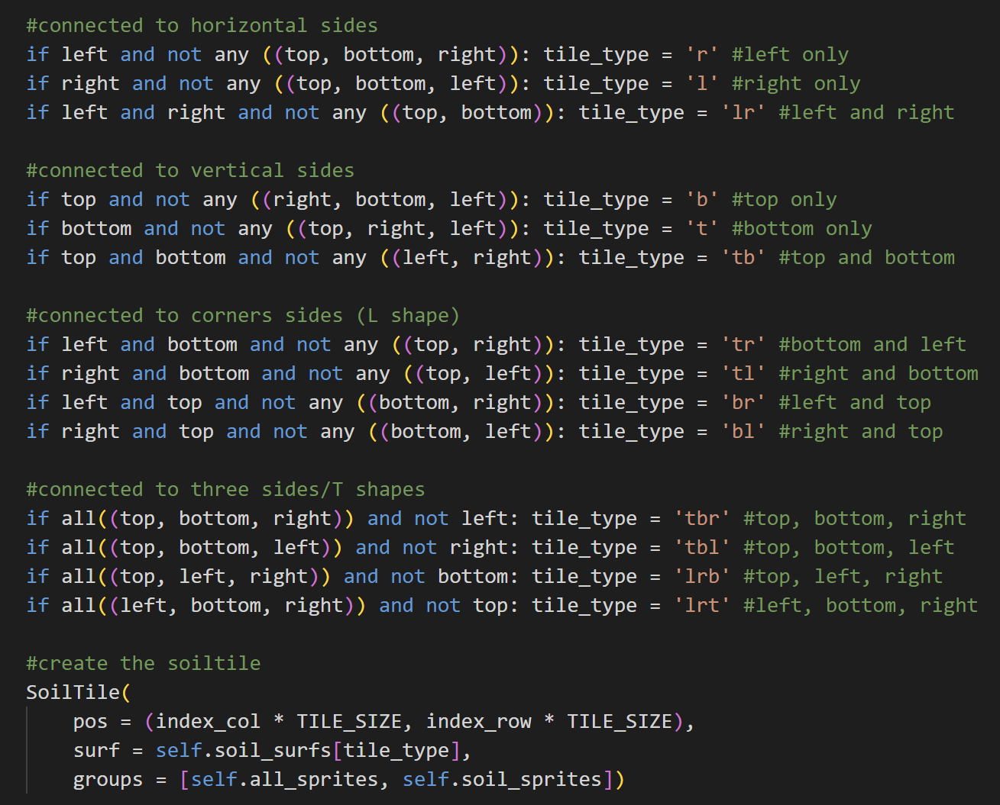 #connected to horizontal sides
if left and not any ((top, bottom, right)): tile_type = 'r' #left only
if right and not any ((top, bottom, left)): tile_type = 'l' #right only
if left and right and not any ((top, bottom)): tile_type = 'lr' #left and right
#connected to vertical sides
if top and not any ((right, bottom, left)): tile_type = 'b' #top only
if bottom and not any ((top, right, left)): tile_type = 't' #bottom only
if top and bottom and not any ((left, right)): tile_type = 'tb' #top and bottom
#connected to corners sides (L shape)
if left and bottom and not any ((top, right)): tile_type = 'tr' #bottom and left
if right and bottom and not any ((top, left)): tile_type = 'tl' #right and bottom
if left and top and not any ((bottom, right)): tile_type = 'br' #left and top
if right and top and not any ((bottom, left)): tile_type = 'bl' #right and top
#connected to three sides/T shapes
if all((top, bottom, right)) and not left: tile_type = 'tbr' #top, bottom, right
if all((top, bottom, left)) and not right: tile_type = 'tbl' #top, bottom, left
if all((top, left, right)) and not bottom: tile_type = 'lrb' #top, left, right
if all((left, bottom, right)) and not top: tile_type = 'lrt' #left, bottom, right
#create the soiltile
SoilTile(
    pos = (index_col * TILE_SIZE, index_row * TILE_SIZE),
    surf = self.soil_surfs[tile_type],
    groups = [self.all_sprites, self.soil_sprites])